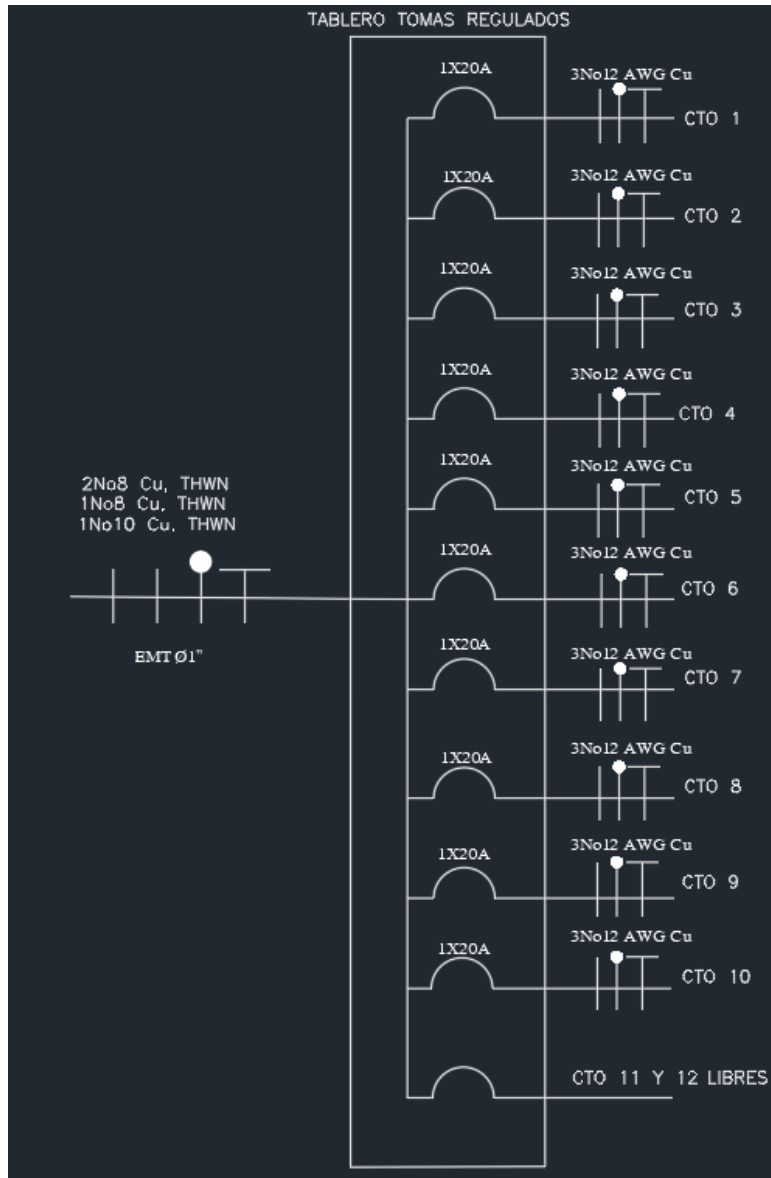 TABLERO TOMAS REGULADOS
1X20A
3No12 AWG Cu
CTO 1
1X20A
3No12 AWG Cu
CTO 2
1X20A
3No12 AWG Cu
CTO 3
1X20A
3No12 AWG Cu
CTO 4
1X20A
3No12 AWG Cu
CTO 5
2No8 Cu, THWN
1No8 Cu, THWN
1No10 Cu, THWN
EMT Ø1"
1X20A
3No12 AWG Cu
CTO 6
1X20A
3No12 AWG Cu
CTO 7
1X20A
3No12 AWG Cu
CTO 8
1X20A
3No12 AWG Cu
CTO 9
1X20A
3No12 AWG Cu
CTO 10
CTO 11 Y 12 LIBRES